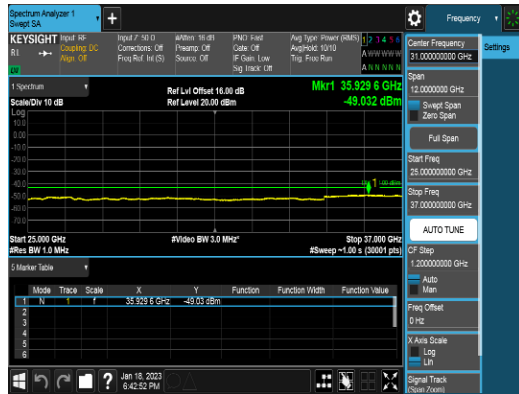 Spectrum Analyzer 1
Swept SA
Frequency
KEYSIGHT Input: RF Input Z: 50 Ω #Atten: 16 dB PNO: Fast Avg Type: Power (RMS) 1 2 3 4 5 6
RL Coupling: DC Corrections: Off Preamp: Off Gate: Off Avg|Hold: 10/10 A W W W W W
Align: Off Freq Ref: Int (S) Source: Off IF Gain: Low Trig: Free Run A N N N N N
Sig Track: Off
1 Spectrum
Ref Lvl Offset 16.00 dB Mkr1 35.929 6 GHz
Scale/Div 10 dB Ref Level 20.00 dBm -49.032 dBm
Log
10.0
0.00
-10.0
-20.0
-30.0
-40.0
1
-50.0
-60.0
-70.0
Start 25.000 GHz #Video BW 3.0 MHz* Stop 37.000 GHz
#Res BW 1.0 MHz #Sweep ~1.00 s (30001 pts)
5 Marker Table
Mode Trace Scale X Y Function Function Width Function Value
1 N 1 f 35.929 6 GHz -49.03 dBm
2
3
4
5
6
Jan 18, 2023
6:42:52 PM
Center Frequency
31.000000000 GHz
Settings
Span
12.0000000 GHz
Swept Span
Zero Span
Full Span
Start Freq
25.000000000 GHz
Stop Freq
37.000000000 GHz
AUTO TUNE
CF Step
1.200000000 GHz
Auto
Man
Freq Offset
0 Hz
X Axis Scale
Log
Lin
Signal Track
(Span Zoom)